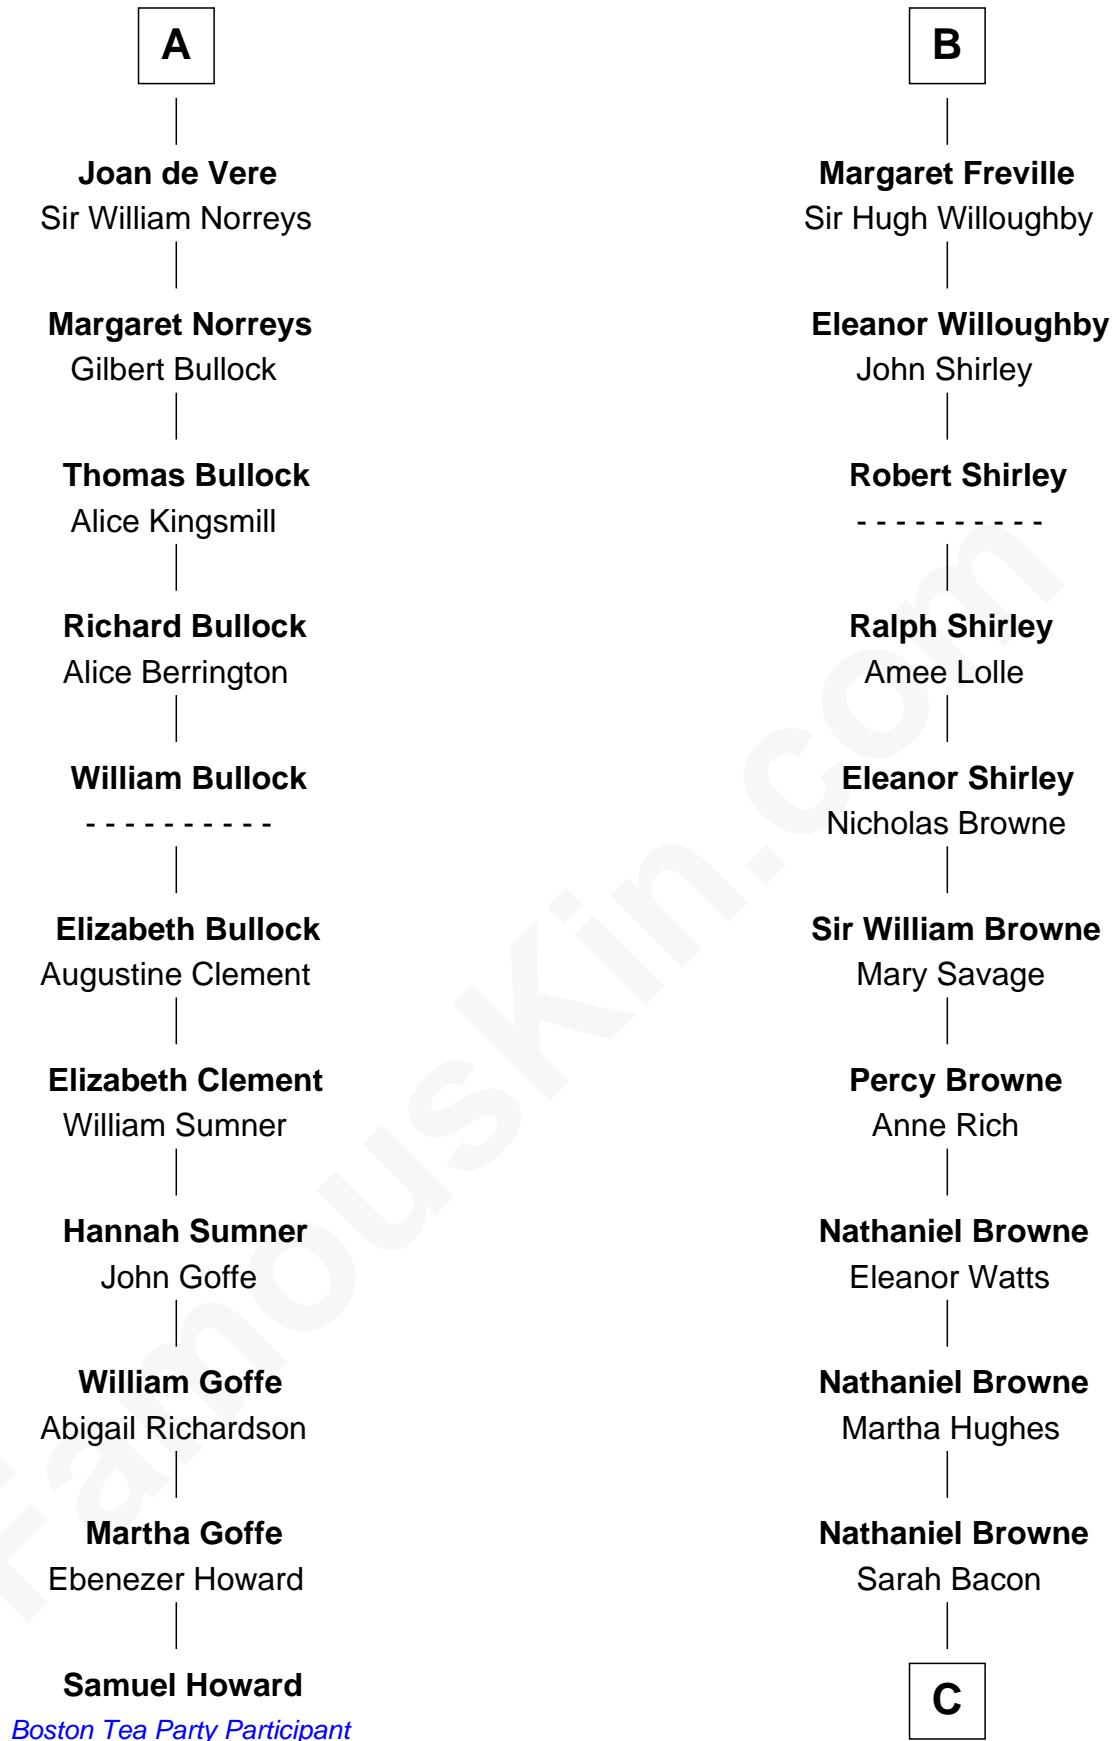 A
Joan de Vere
Sir William Norreys
Margaret Norreys
Gilbert Bullock
Thomas Bullock
Alice Kingsmill
Richard Bullock
Alice Berrington
William Bullock
- - - - - - - - - -
Elizabeth Bullock
Augustine Clement
Elizabeth Clement
William Sumner
Hannah Sumner
John Goffe
William Goffe
Abigail Richardson
Martha Goffe
Ebenezer Howard
Samuel Howard
Boston Tea Party Participant
B
Margaret Freville
Sir Hugh Willoughby
Eleanor Willoughby
John Shirley
Robert Shirley
- - - - - - - - - -
Ralph Shirley
Amee Lolle
Eleanor Shirley
Nicholas Browne
Sir William Browne
Mary Savage
Percy Browne
Anne Rich
Nathaniel Browne
Eleanor Watts
Nathaniel Browne
Martha Hughes
Nathaniel Browne
Sarah Bacon
C
FamousKin.com